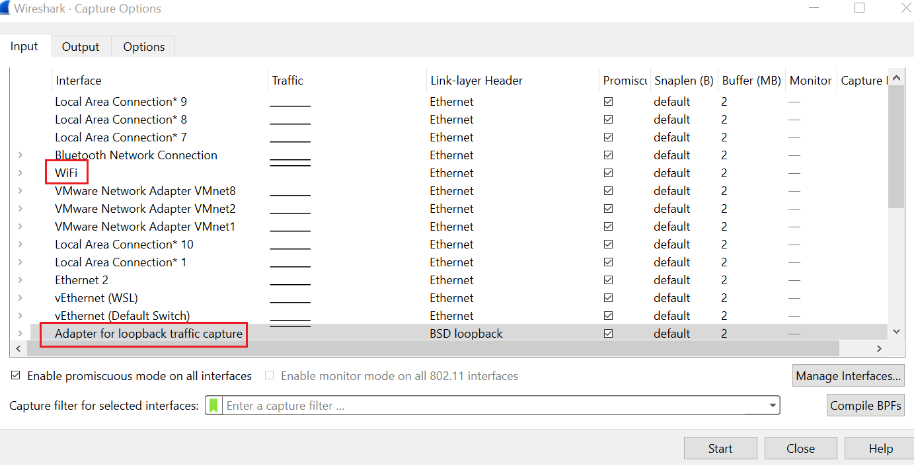 Wireshark · Capture Options
Input Output Options
Interface Traffic Link-layer Header Promiscu Snaplen (B) Buffer (MB) Monitor Capture
Local Area Connection* 9 Ethernet default 2 —
Local Area Connection* 8 Ethernet default 2 —
Local Area Connection* 7 Ethernet default 2 —
Bluetooth Network Connection Ethernet default 2 —
WiFi Ethernet default 2 —
VMware Network Adapter VMnet8 Ethernet default 2 —
VMware Network Adapter VMnet2 Ethernet default 2 —
VMware Network Adapter VMnet1 Ethernet default 2 —
Local Area Connection* 10 Ethernet default 2 —
Local Area Connection* 1 Ethernet default 2 —
Ethernet 2 Ethernet default 2 —
vEthernet (WSL) Ethernet default 2 —
vEthernet (Default Switch) Ethernet default 2 —
Adapter for loopback traffic capture BSD loopback default 2 —
Enable promiscuous mode on all interfaces Enable monitor mode on all 802.11 interfaces Manage Interfaces...
Capture filter for selected interfaces: Enter a capture filter ... Compile BPFs
Start Close Help